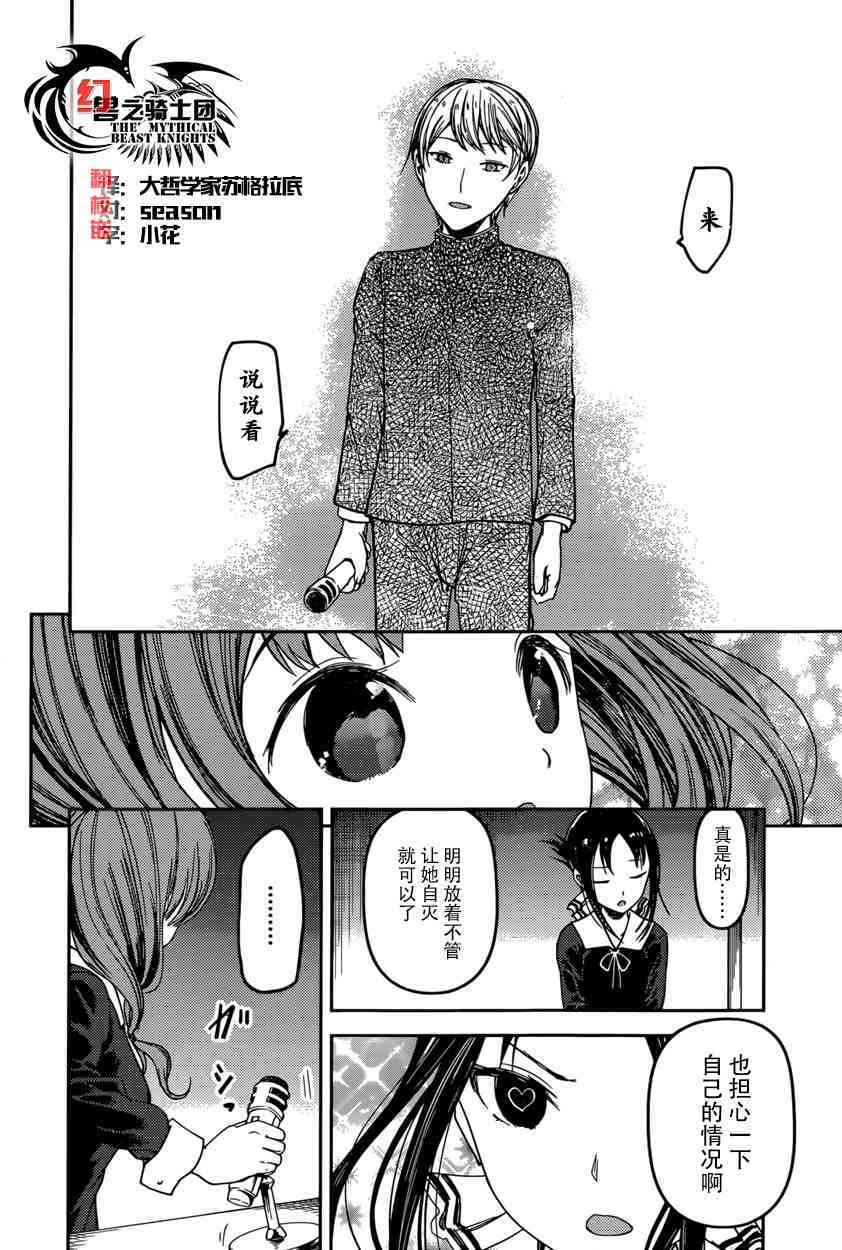 幻兽之骑士团
THE MYTHICAL
BEAST KNIGHTS
翻译：大哲学家苏格拉底
校对：season
嵌字：小花
来
说说看
真是的……
明明放着不管
让她自灭
就可以了
………
ガッ
也担心一下
自己的情况啊